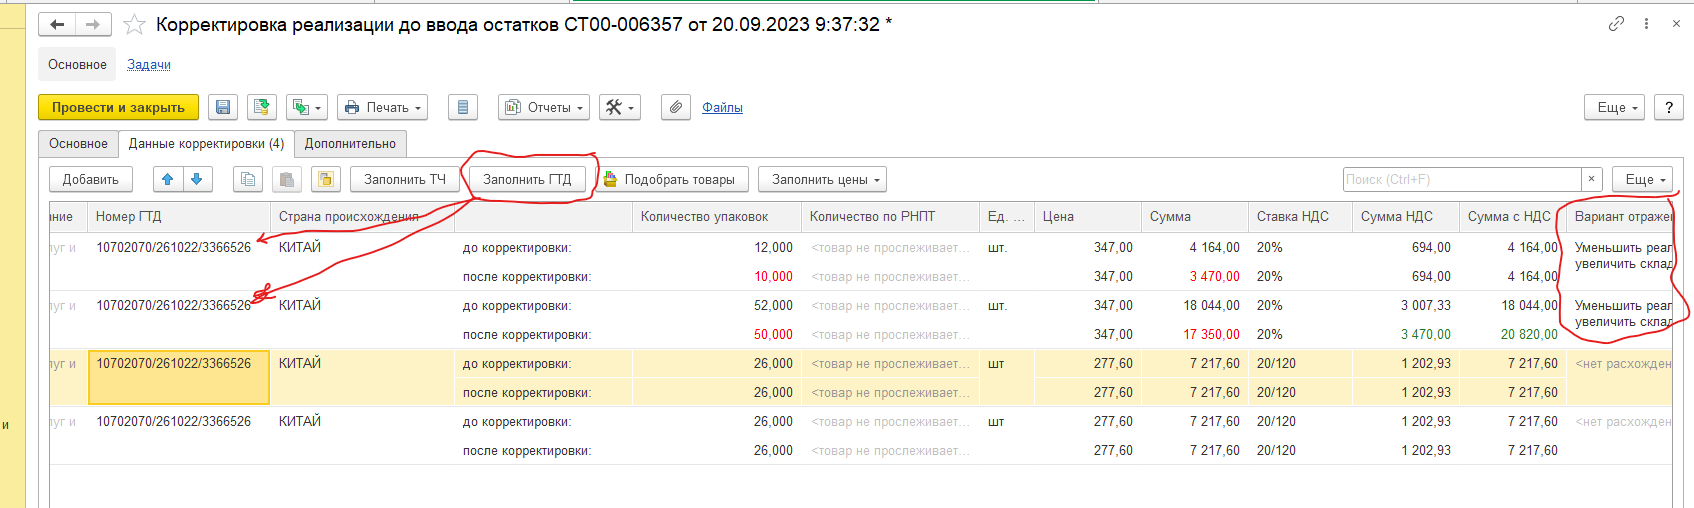 Корректировка реализации до ввода остатков СТ00-006357 от 20.09.2023 9:37:32 *
Основное Задачи
Провести и закрыть Печать Отчеты Файлы Еще ?
Основное Данные корректировки (4) Дополнительно
Добавить Заполнить ТЧ Заполнить ГТД Подобрать товары Заполнить цены Поиск (Ctrl+F) × Еще
ание Номер ГТД Страна происхождения Количество упаковок Количество по РНПТ Ед. ... Цена Сумма Ставка НДС Сумма НДС Сумма с НДС Вариант отражен
луг и 10702070/261022/3366526 КИТАЙ до корректировки: 12,000 <товар не прослеживает... шт. 347,00 4 164,00 20% 694,00 4 164,00 Уменьшить реал
увеличить склад
после корректировки: 10,000 <товар не прослеживает... 347,00 3 470,00 20% 694,00 4 164,00
луг и 10702070/261022/3366526 КИТАЙ до корректировки: 52,000 <товар не прослеживает... шт. 347,00 18 044,00 20% 3 007,33 18 044,00 Уменьшить реал
увеличить склад
после корректировки: 50,000 <товар не прослеживает... 347,00 17 350,00 20% 3 470,00 20 820,00
луг и 10702070/261022/3366526 КИТАЙ до корректировки: 26,000 <товар не прослеживает... шт 277,60 7 217,60 20/120 1 202,93 7 217,60 <нет расхожден
после корректировки: 26,000 <товар не прослеживает... 277,60 7 217,60 20/120 1 202,93 7 217,60
и
луг и 10702070/261022/3366526 КИТАЙ до корректировки: 26,000 <товар не прослеживает... шт 277,60 7 217,60 20/120 1 202,93 7 217,60 <нет расхожден
после корректировки: 26,000 <товар не прослеживает... 277,60 7 217,60 20/120 1 202,93 7 217,60